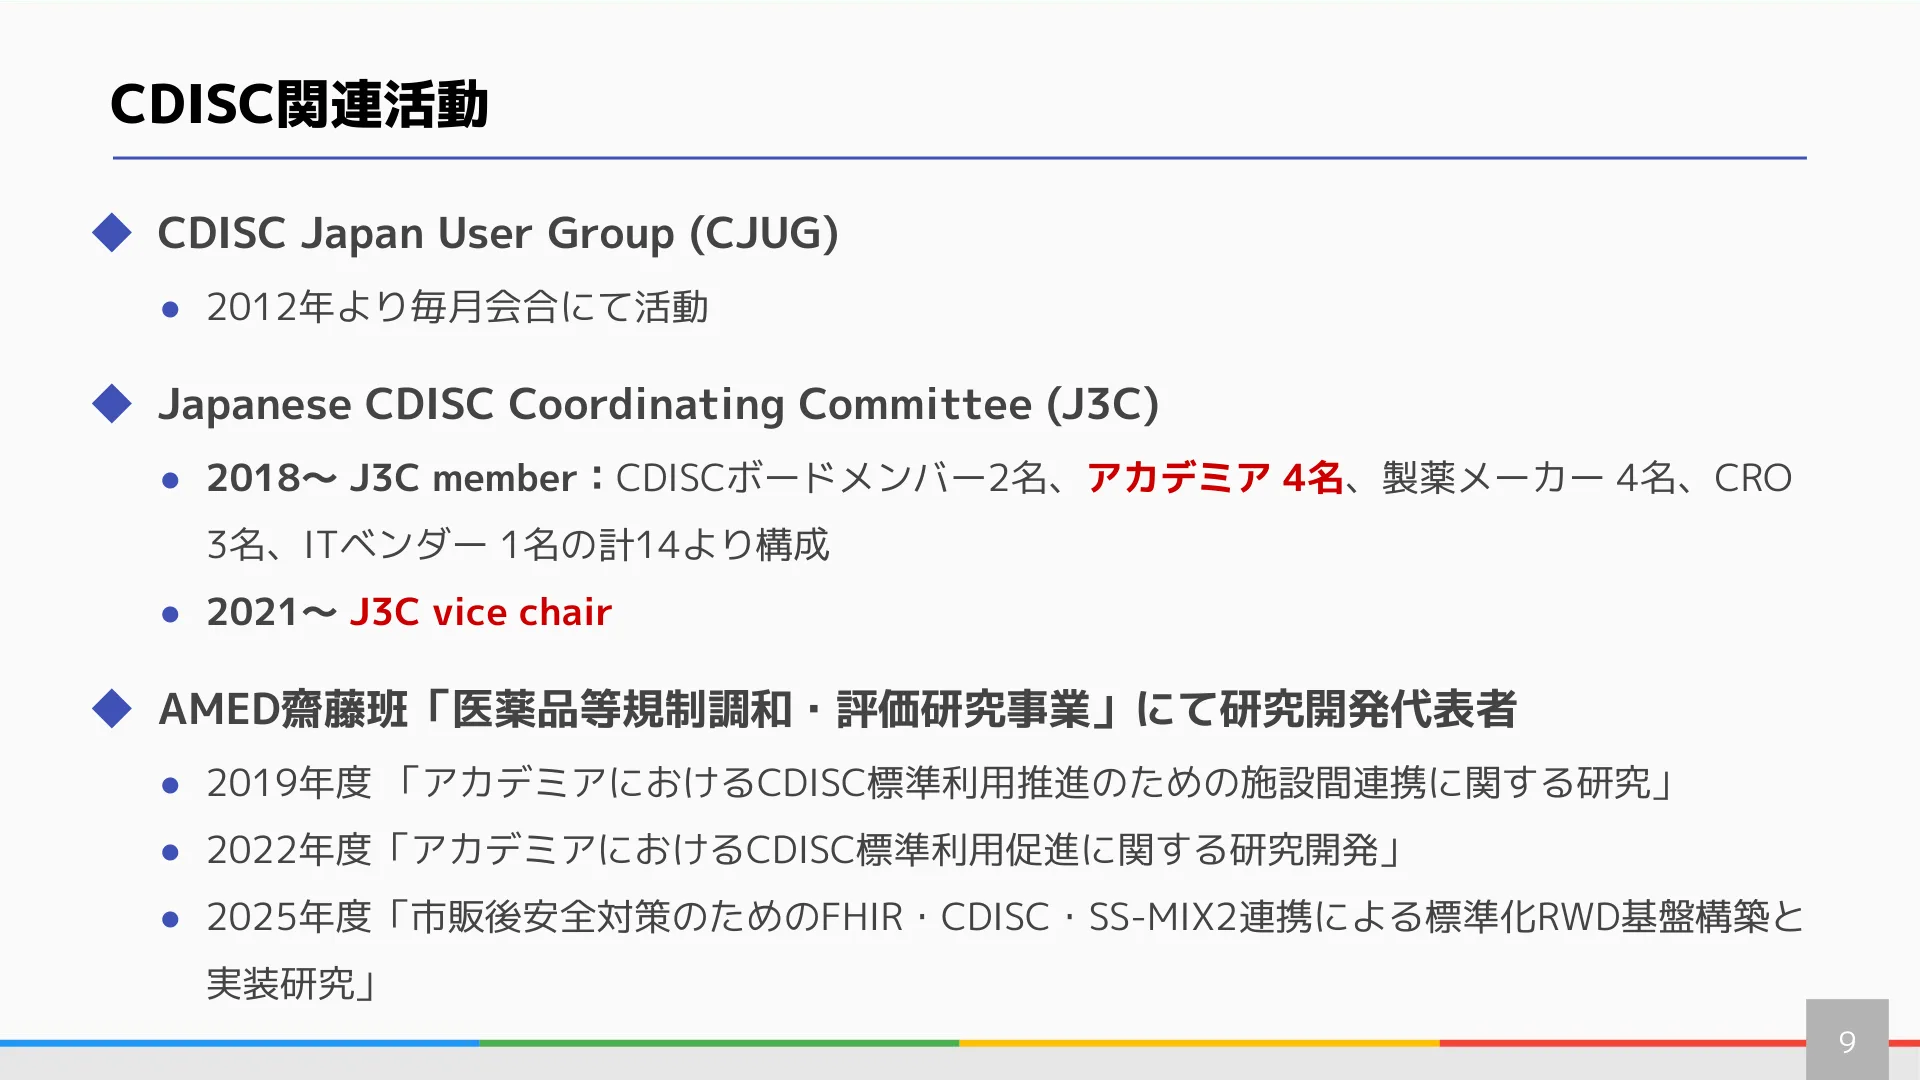 CDISC関連活動
CDISC Japan User Group (CJUG)
2012年より毎月会合にて活動
Japanese CDISC Coordinating Committee (J3C)
2018〜 J3C member：CDISCボードメンバー2名、アカデミア 4名、製薬メーカー 4名、CRO
3名、ITベンダー 1名の計14より構成
2021〜 J3C vice chair
AMED齋藤班「医薬品等規制調和・評価研究事業」にて研究開発代表者
2019年度 「アカデミアにおけるCDISC標準利用推進のための施設間連携に関する研究」
2022年度「アカデミアにおけるCDISC標準利用促進に関する研究開発」
2025年度「市販後安全対策のためのFHIR・CDISC・SS-MIX2連携による標準化RWD基盤構築と
実装研究」
9